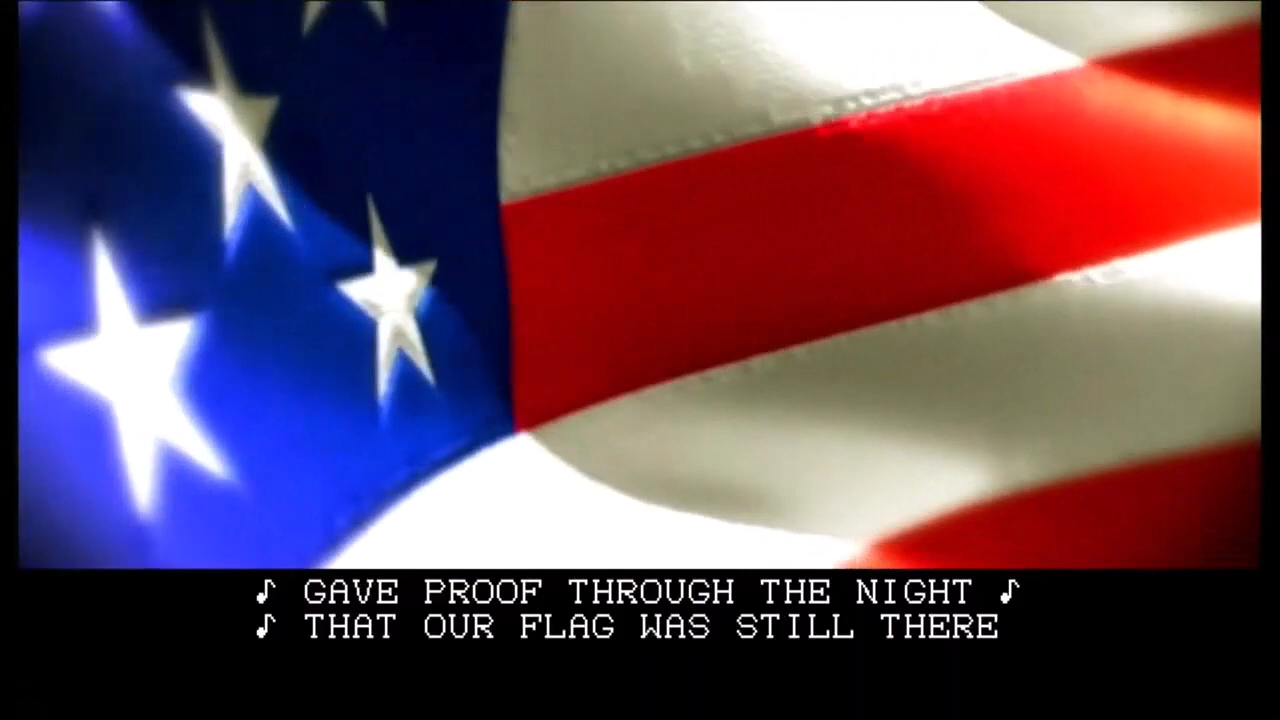 ♪ GAVE PROOF THROUGH THE NIGHT ♪
♪ THAT OUR FLAG WAS STILL THERE